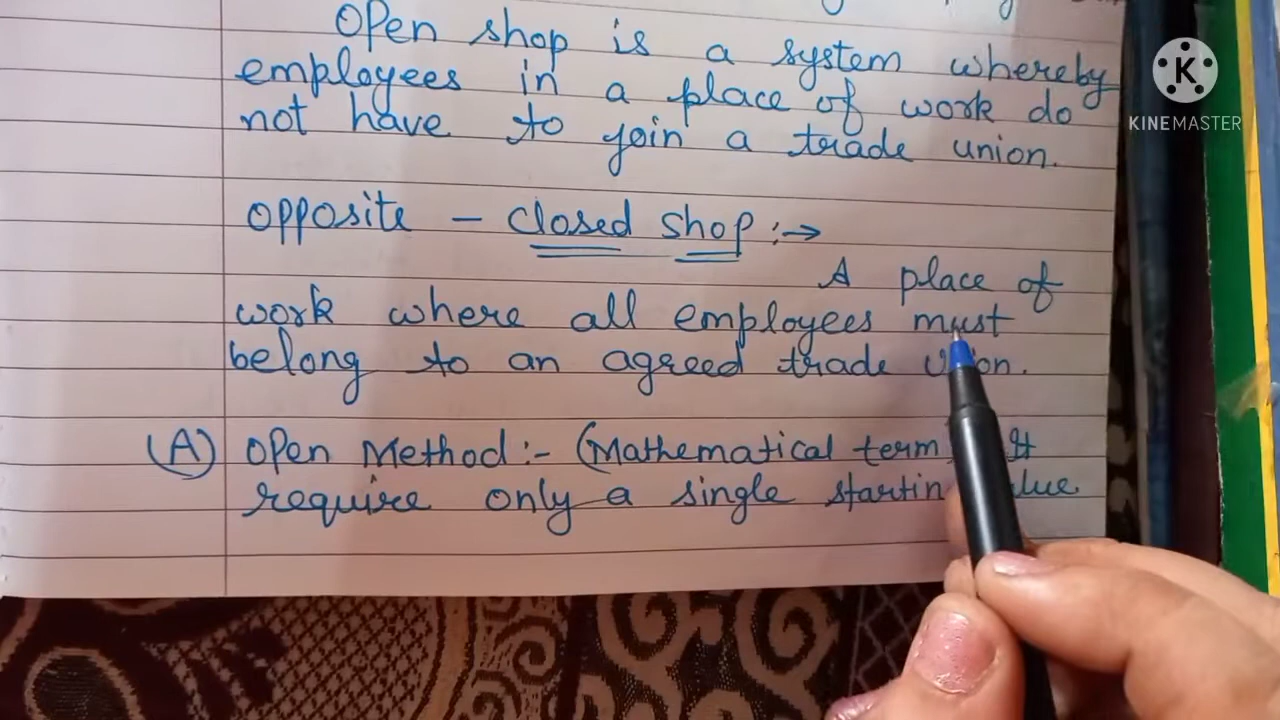 Open shop is a system whereby
employees in a place of work do
not have to join a trade union.
opposite - closed shop :→
A place of
work where all employees must
belong to an agreed trade union.
(A) Open Method :- (Mathematical term It
require only a single
K
KINEMASTER